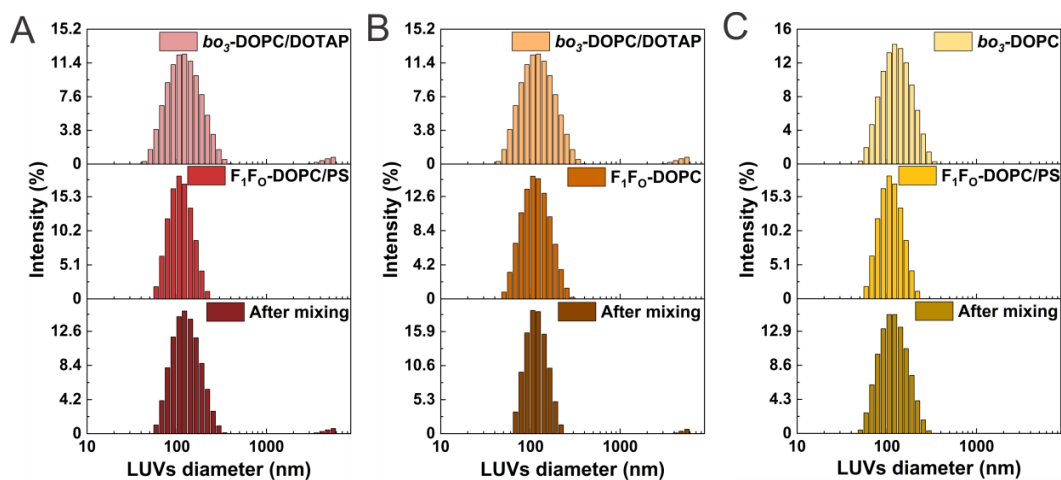 A
Intensity (%)
15.2
11.4
7.6
3.8
0
bo₃-DOPC/DOTAP
15.3
10.2
5.1
0
F₁F₀-DOPC/PS
12.6
8.4
4.2
0
After mixing
10 100 1000
LUVs diameter (nm)
B
Intensity (%)
15.2
11.4
7.6
3.8
0
bo₃-DOPC/DOTAP
12.6
8.4
4.2
0
F₁F₀-DOPC
15.9
10.6
5.3
0
After mixing
10 100 1000
LUVs diameter (nm)
C
Intensity (%)
16
12
8
4
0
bo₃-DOPC
15.3
10.2
5.1
0
F₁F₀-DOPC/PS
12.9
8.6
4.3
0
After mixing
10 100 1000
LUVs diameter (nm)